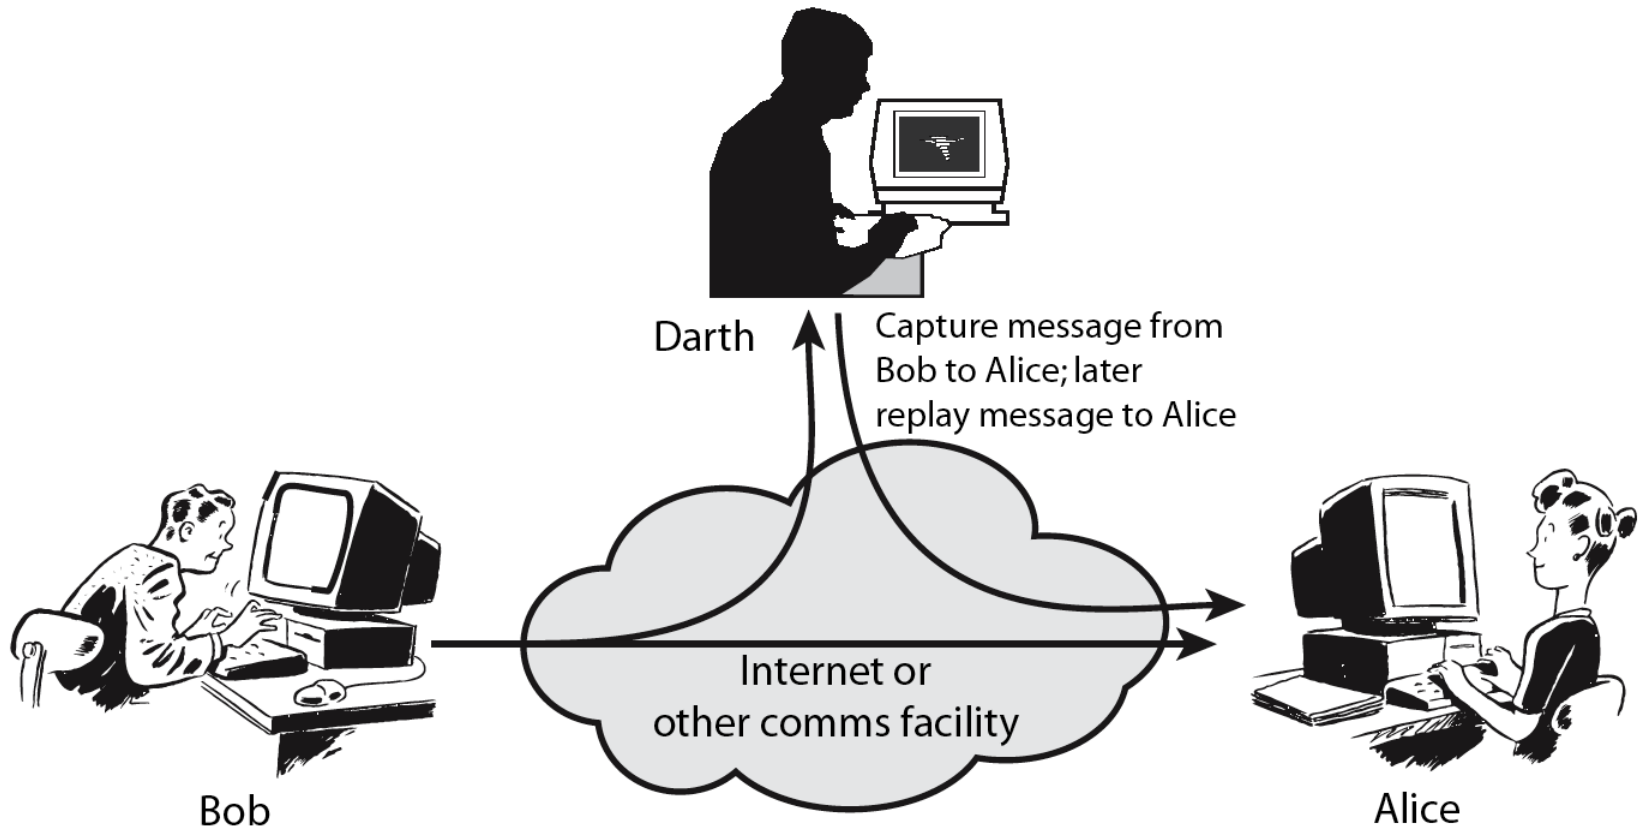 Darth
Capture message from
Bob to Alice; later
replay message to Alice
Internet or
other comms facility
Bob
Alice